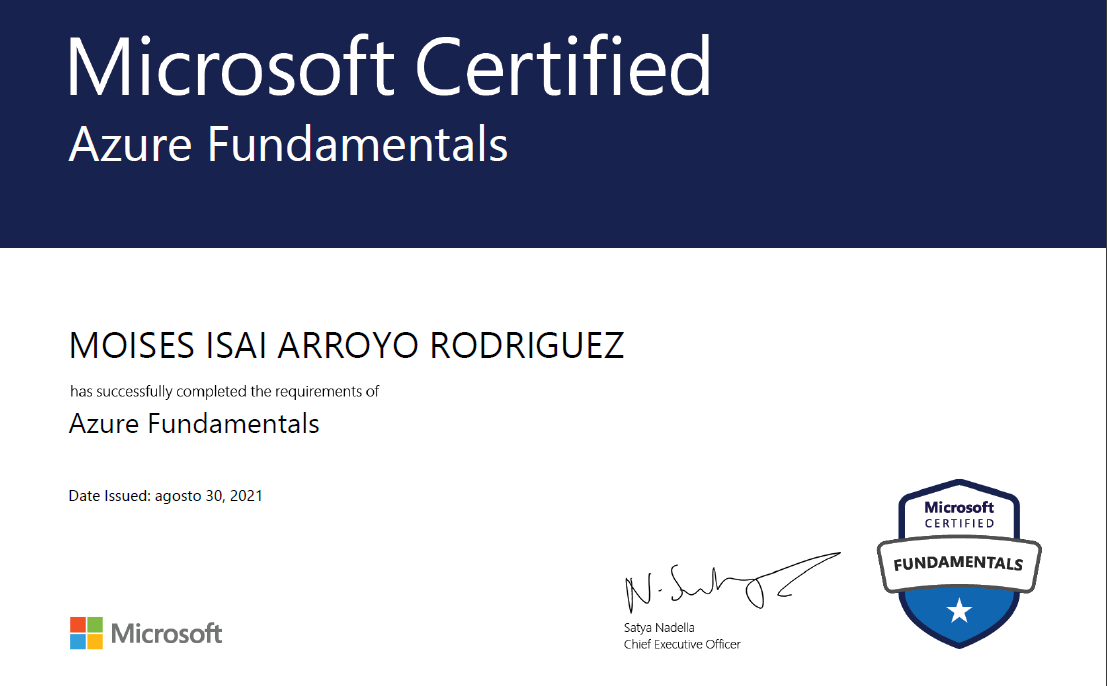 Microsoft Certified
Azure Fundamentals
MOISES ISAI ARROYO RODRIGUEZ
has successfully completed the requirements of
Azure Fundamentals
Date Issued: agosto 30, 2021
Microsoft
CERTIFIED
FUNDAMENTALS
Satya Nadella
Chief Executive Officer
Microsoft